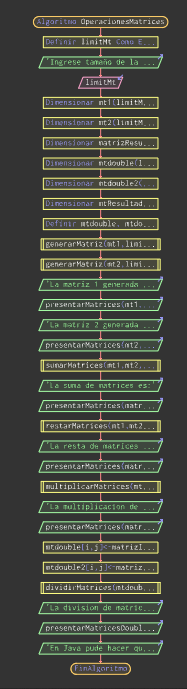 Algoritmo OperacionesMatrices
Definir limitMt Como E...
'Ingrese tamaño de la ...
limitMt
Dimensionar mt1(limitM...
Dimensionar mt2(limitM...
Dimensionar matrizResu...
Dimensionar mtdouble(l...
Dimensionar mtdouble2(...
Dimensionar mtResultad...
Definir mtdouble, mtdo...
generarMatriz(mt1,limi...
generarMatriz(mt2,limi...
'La matriz 1 generada ...
presentarMatrices(mt1...
'La matriz 2 generada ...
presentarMatrices(mt2...
sumarMatrices(mt1,mt2...
'La suma de matrices es:...
presentarMatrices(matr...
restarMatrices(mt1,mt2...
'La resta de matrices ...
presentarMatrices(matr...
multiplicarMatrices(mt...
'La multiplicacion de ...
presentarMatrices(matr...
mtdouble[i,j]<-matriz1...
mtdouble2[i,j]<-matriz...
dividirMatrices(mtdoub...
'La division de matric...
presentarMatricesDoubl...
'En Java pude hacer qu...
FinAlgoritmo